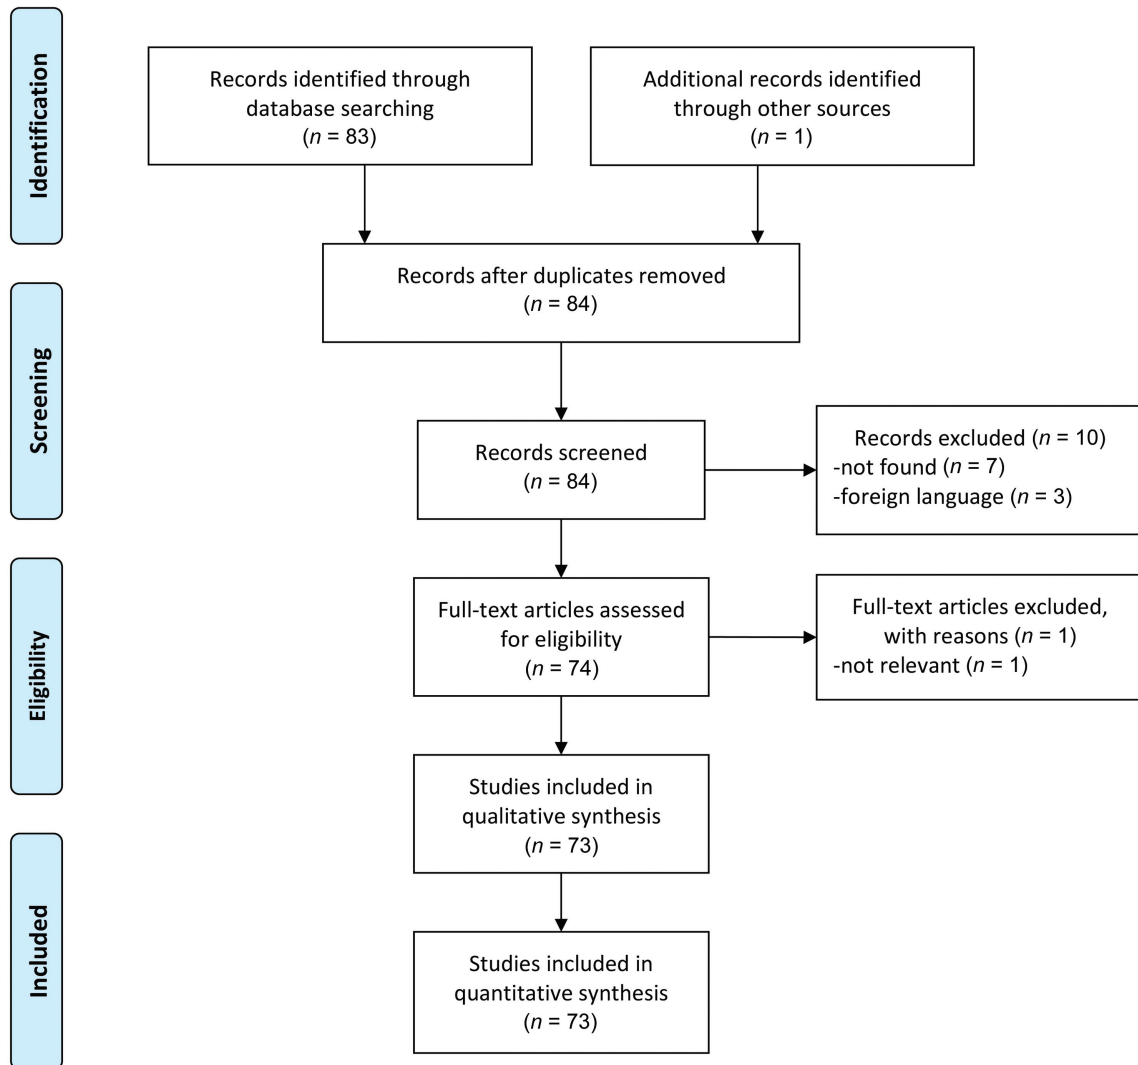 Identification
Records identified through
database searching
(n = 83)
Additional records identified
through other sources
(n = 1)
Records after duplicates removed
(n = 84)
Screening
Records screened
(n = 84)
Records excluded (n = 10)
-not found (n = 7)
-foreign language (n = 3)
Eligibility
Full-text articles assessed
for eligibility
(n = 74)
Full-text articles excluded,
with reasons (n = 1)
-not relevant (n = 1)
Studies included in
qualitative synthesis
(n = 73)
Included
Studies included in
quantitative synthesis
(n = 73)